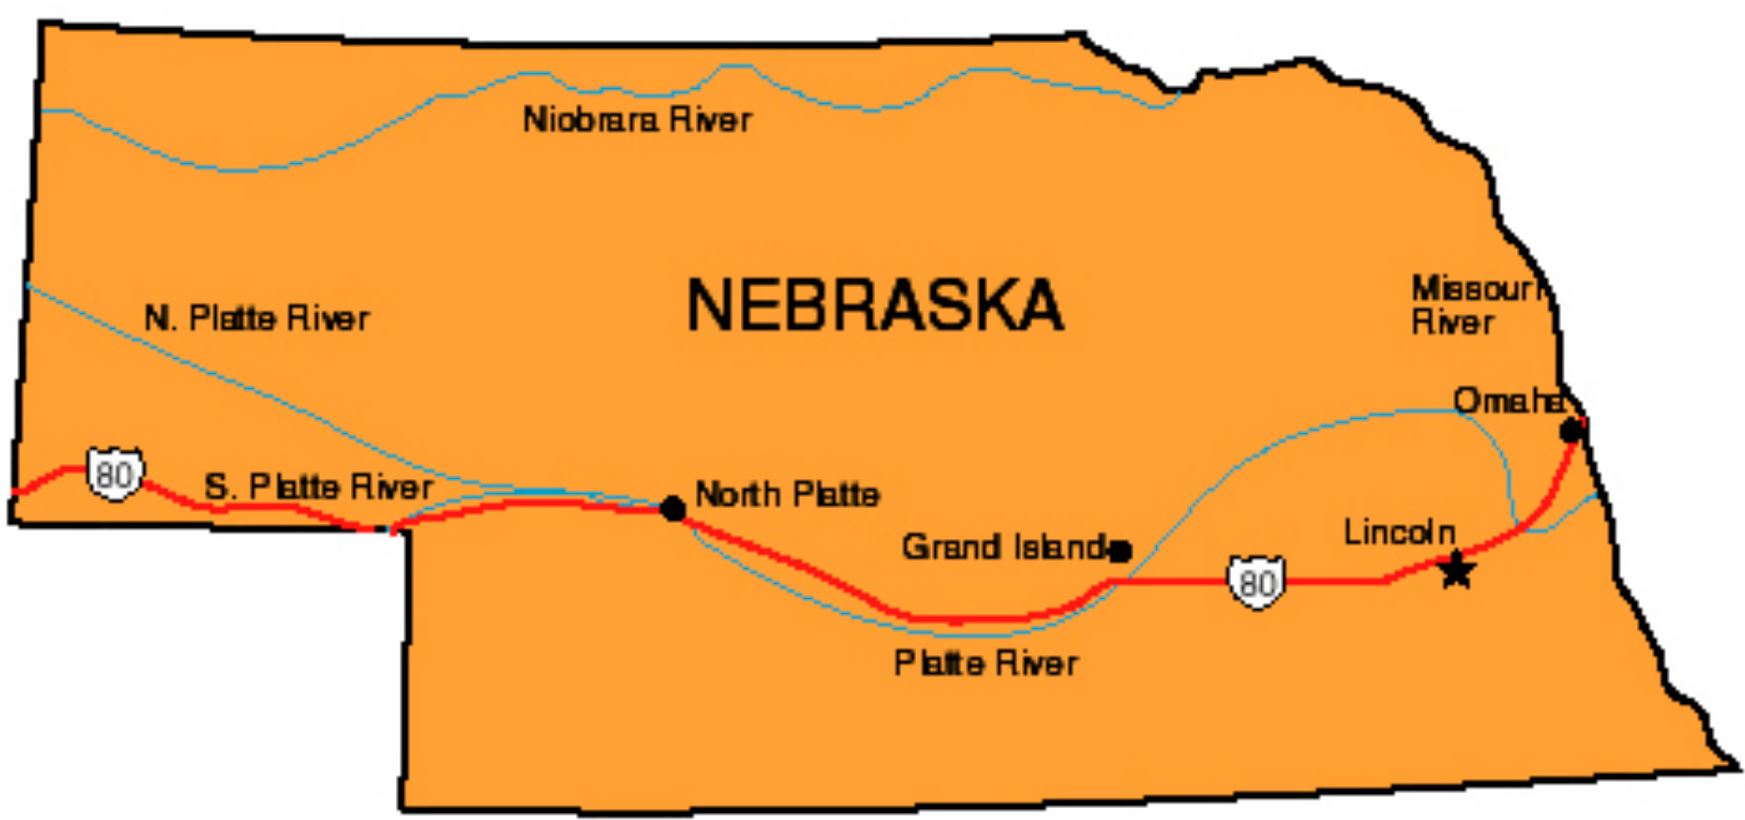 Niobrara River
NEBRASKA
Missouri
River
N. Platte River
Omaha
80
S. Platte River
North Platte
Grand Island
Lincoln
80
Platte River